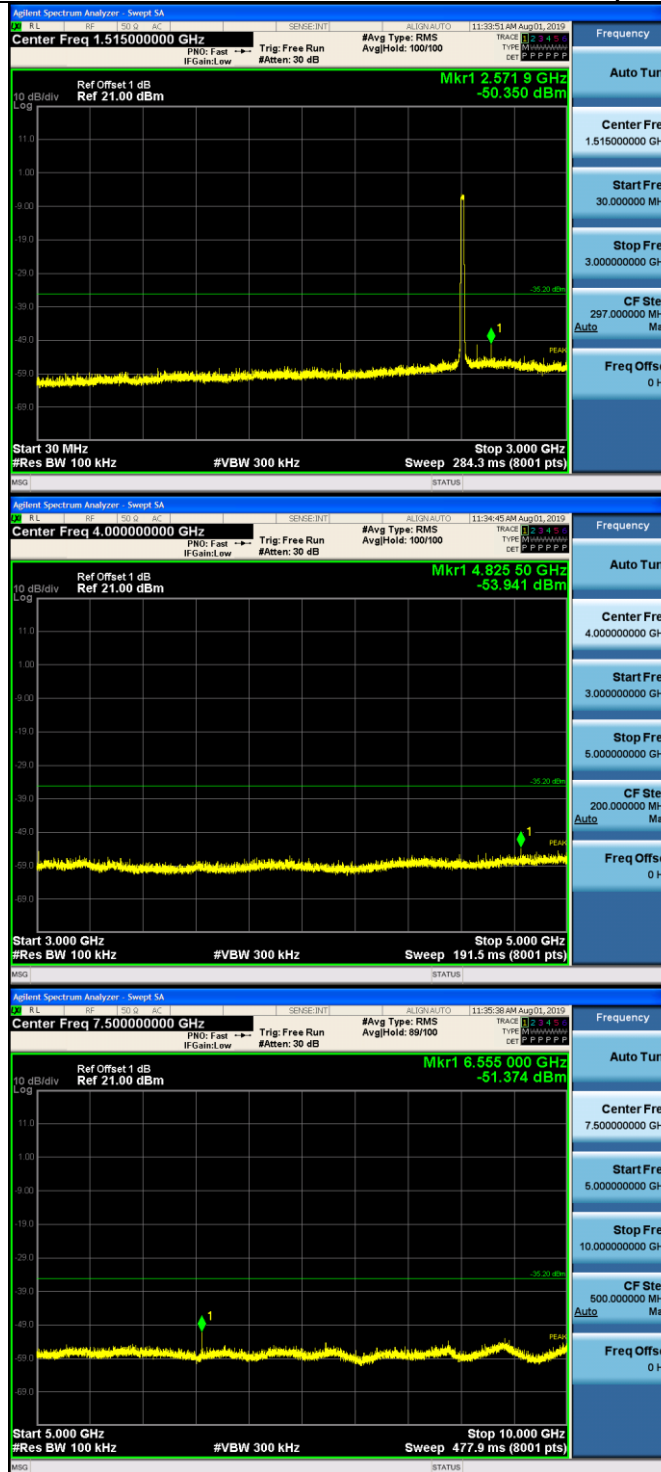 Agilent Spectrum Analyzer - Swept SA
RL RF 50 Ω AC SENSE:INT ALIGNAUTO 11:33:51 AM Aug 01, 2019
Center Freq 1.515000000 GHz
PNO: Fast Trig: Free Run
IFGain:Low #Atten: 30 dB
#Avg Type: RMS
Avg|Hold: 100/100
TRACE 1 2 3 4 5 6
TYPE M
DET P P P P P P
Frequency
Mkr1 2.571 9 GHz
-50.350 dBm
Ref Offset 1 dB
10 dB/div Ref 21.00 dBm
Log
11.0
1.00
-9.00
-19.0
-29.0
-35.20 dBm
-39.0
-49.0
1
PEAK
-59.0
-69.0
Start 30 MHz Stop 3.000 GHz
#Res BW 100 kHz #VBW 300 kHz Sweep 284.3 ms (8001 pts)
MSG STATUS
Auto Tun
Center Fre
1.515000000 GH
Start Fre
30.000000 MH
Stop Fre
3.000000000 GH
CF Ste
297.000000 MH
Auto Ma
Freq Offse
0 H
Agilent Spectrum Analyzer - Swept SA
RL RF 50 Ω AC SENSE:INT ALIGNAUTO 11:34:45 AM Aug 01, 2019
Center Freq 4.000000000 GHz
PNO: Fast Trig: Free Run
IFGain:Low #Atten: 30 dB
#Avg Type: RMS
Avg|Hold: 100/100
TRACE 1 2 3 4 5 6
TYPE M
DET P P P P P P
Frequency
Mkr1 4.825 50 GHz
-53.941 dBm
Ref Offset 1 dB
10 dB/div Ref 21.00 dBm
Log
11.0
1.00
-9.00
-19.0
-29.0
-35.20 dBm
-39.0
-49.0
1
PEAK
-59.0
-69.0
Start 3.000 GHz Stop 5.000 GHz
#Res BW 100 kHz #VBW 300 kHz Sweep 191.5 ms (8001 pts)
MSG STATUS
Auto Tun
Center Fre
4.000000000 GH
Start Fre
3.000000000 GH
Stop Fre
5.000000000 GH
CF Ste
200.000000 MH
Auto Ma
Freq Offse
0 H
Agilent Spectrum Analyzer - Swept SA
RL RF 50 Ω AC SENSE:INT ALIGNAUTO 11:35:38 AM Aug 01, 2019
Center Freq 7.500000000 GHz
PNO: Fast Trig: Free Run
IFGain:Low #Atten: 30 dB
#Avg Type: RMS
Avg|Hold: 89/100
TRACE 1 2 3 4 5 6
TYPE M
DET P P P P P P
Frequency
Mkr1 6.555 000 GHz
-51.374 dBm
Ref Offset 1 dB
10 dB/div Ref 21.00 dBm
Log
11.0
1.00
-9.00
-19.0
-29.0
-35.20 dBm
-39.0
-49.0
1
PEAK
-59.0
-69.0
Start 5.000 GHz Stop 10.000 GHz
#Res BW 100 kHz #VBW 300 kHz Sweep 477.9 ms (8001 pts)
MSG STATUS
Auto Tun
Center Fre
7.500000000 GH
Start Fre
5.000000000 GH
Stop Fre
10.000000000 GH
CF Ste
500.000000 MH
Auto Ma
Freq Offse
0 H